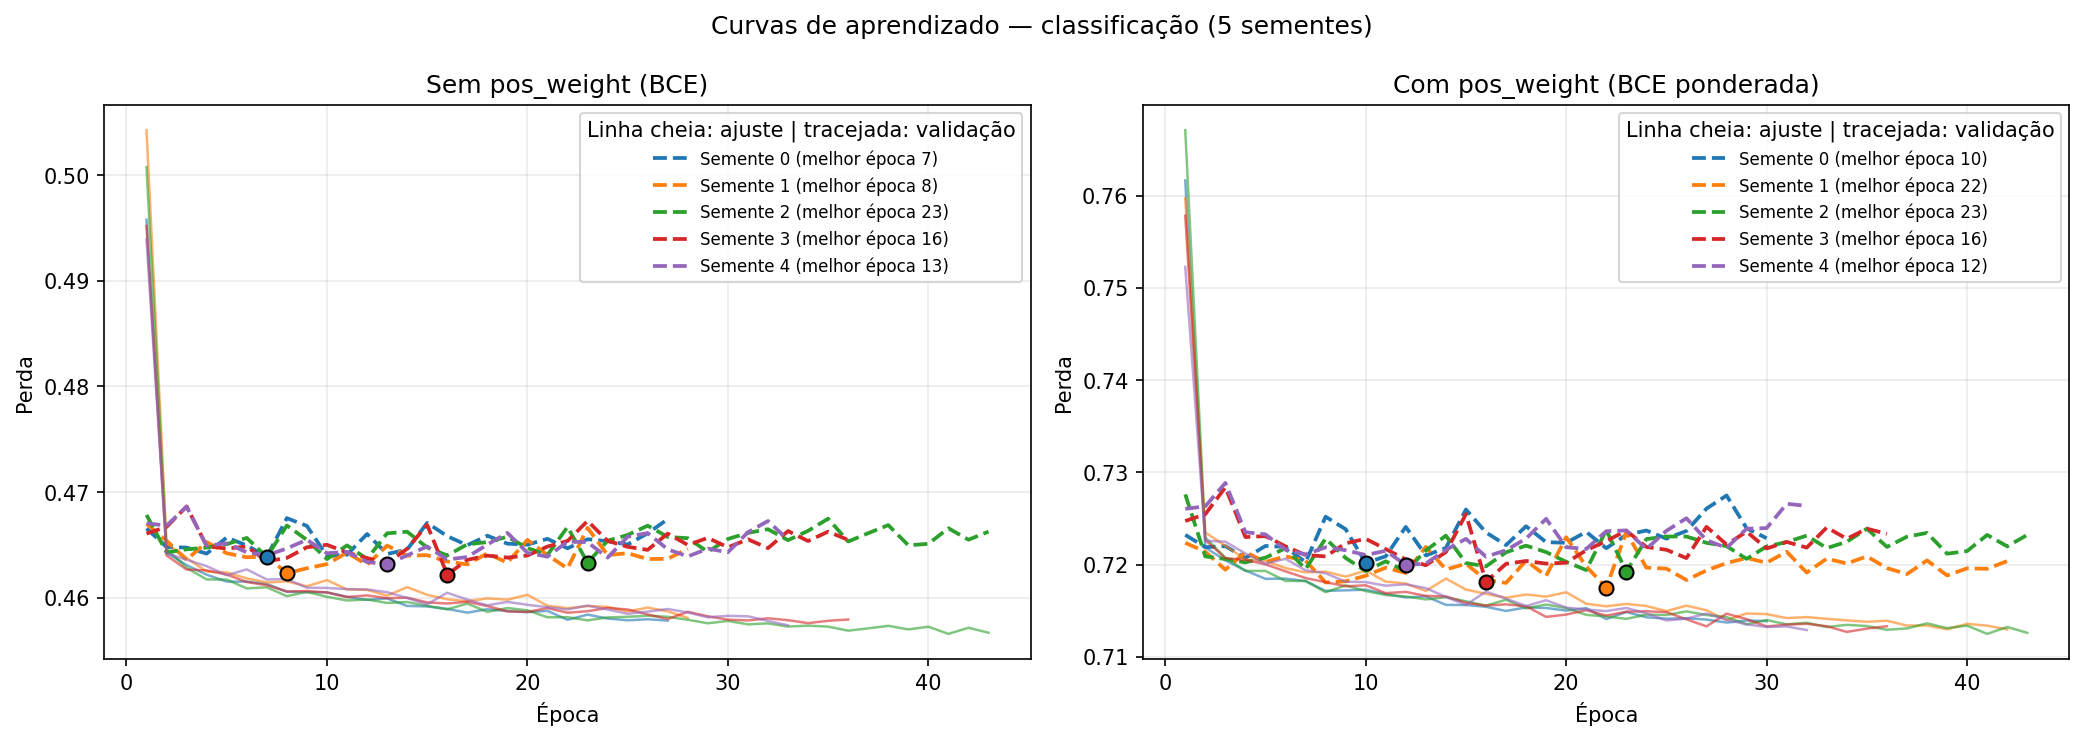 Curvas de aprendizado — classificação (5 sementes)
Sem pos_weight (BCE)
Linha cheia: ajuste | tracejada: validação
Semente 0 (melhor época 7)
Semente 1 (melhor época 8)
Semente 2 (melhor época 23)
Semente 3 (melhor época 16)
Semente 4 (melhor época 13)
Perda
0.50
0.49
0.48
0.47
0.46
0
10
20
30
40
Época
Com pos_weight (BCE ponderada)
Linha cheia: ajuste | tracejada: validação
Semente 0 (melhor época 10)
Semente 1 (melhor época 22)
Semente 2 (melhor época 23)
Semente 3 (melhor época 16)
Semente 4 (melhor época 12)
Perda
0.76
0.75
0.74
0.73
0.72
0.71
0
10
20
30
40
Época